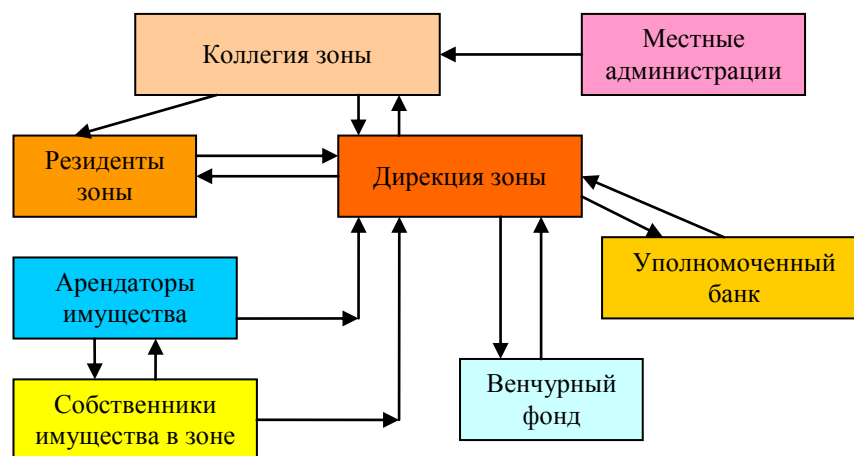 Коллегия зоны
Местные
администрации
Резиденты
зоны
Дирекция зоны
Уполномоченный
банк
Арендаторы
имущества
Венчурный
фонд
Собственники
имущества в зоне